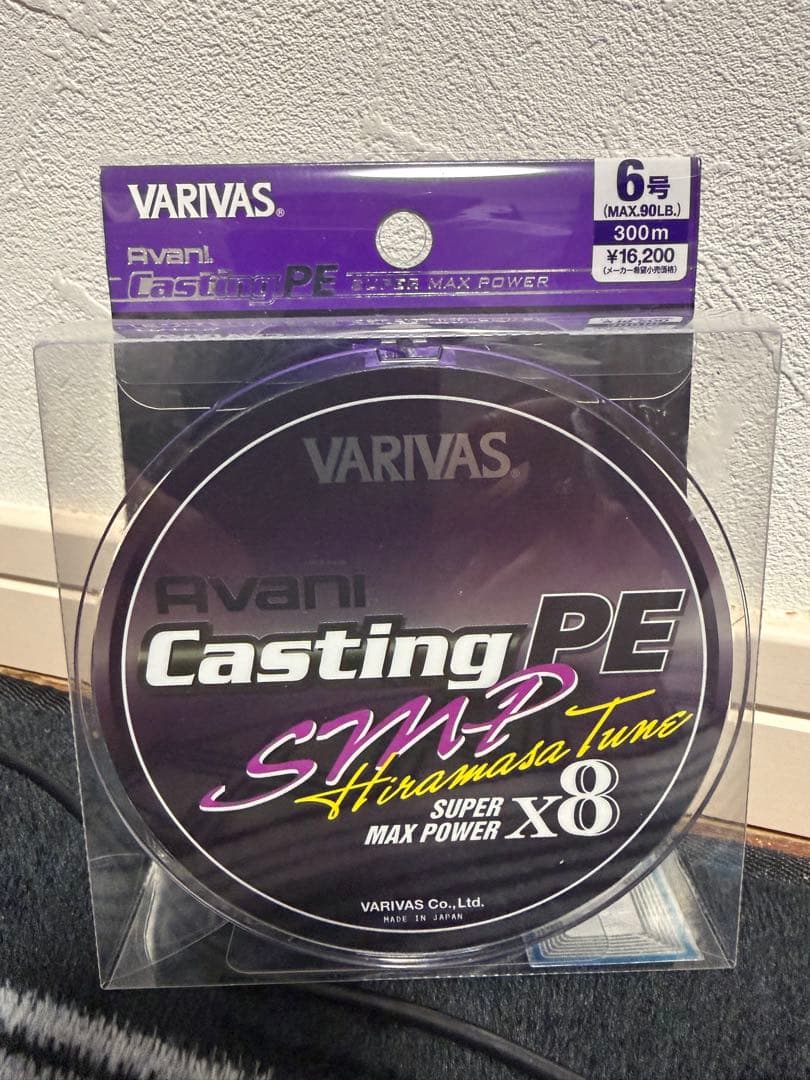 VARIVAS®
6号
(MAX.90LB.)
300m
¥16,200
(メーカー希望小売価格)
Avani
Casting PE SUPER MAX POWER
VARIVAS®
Avani
Casting PE
SMP
Hiramasa Tune
SUPER
MAX POWER X8
VARIVAS Co.,Ltd.
MADE IN JAPAN